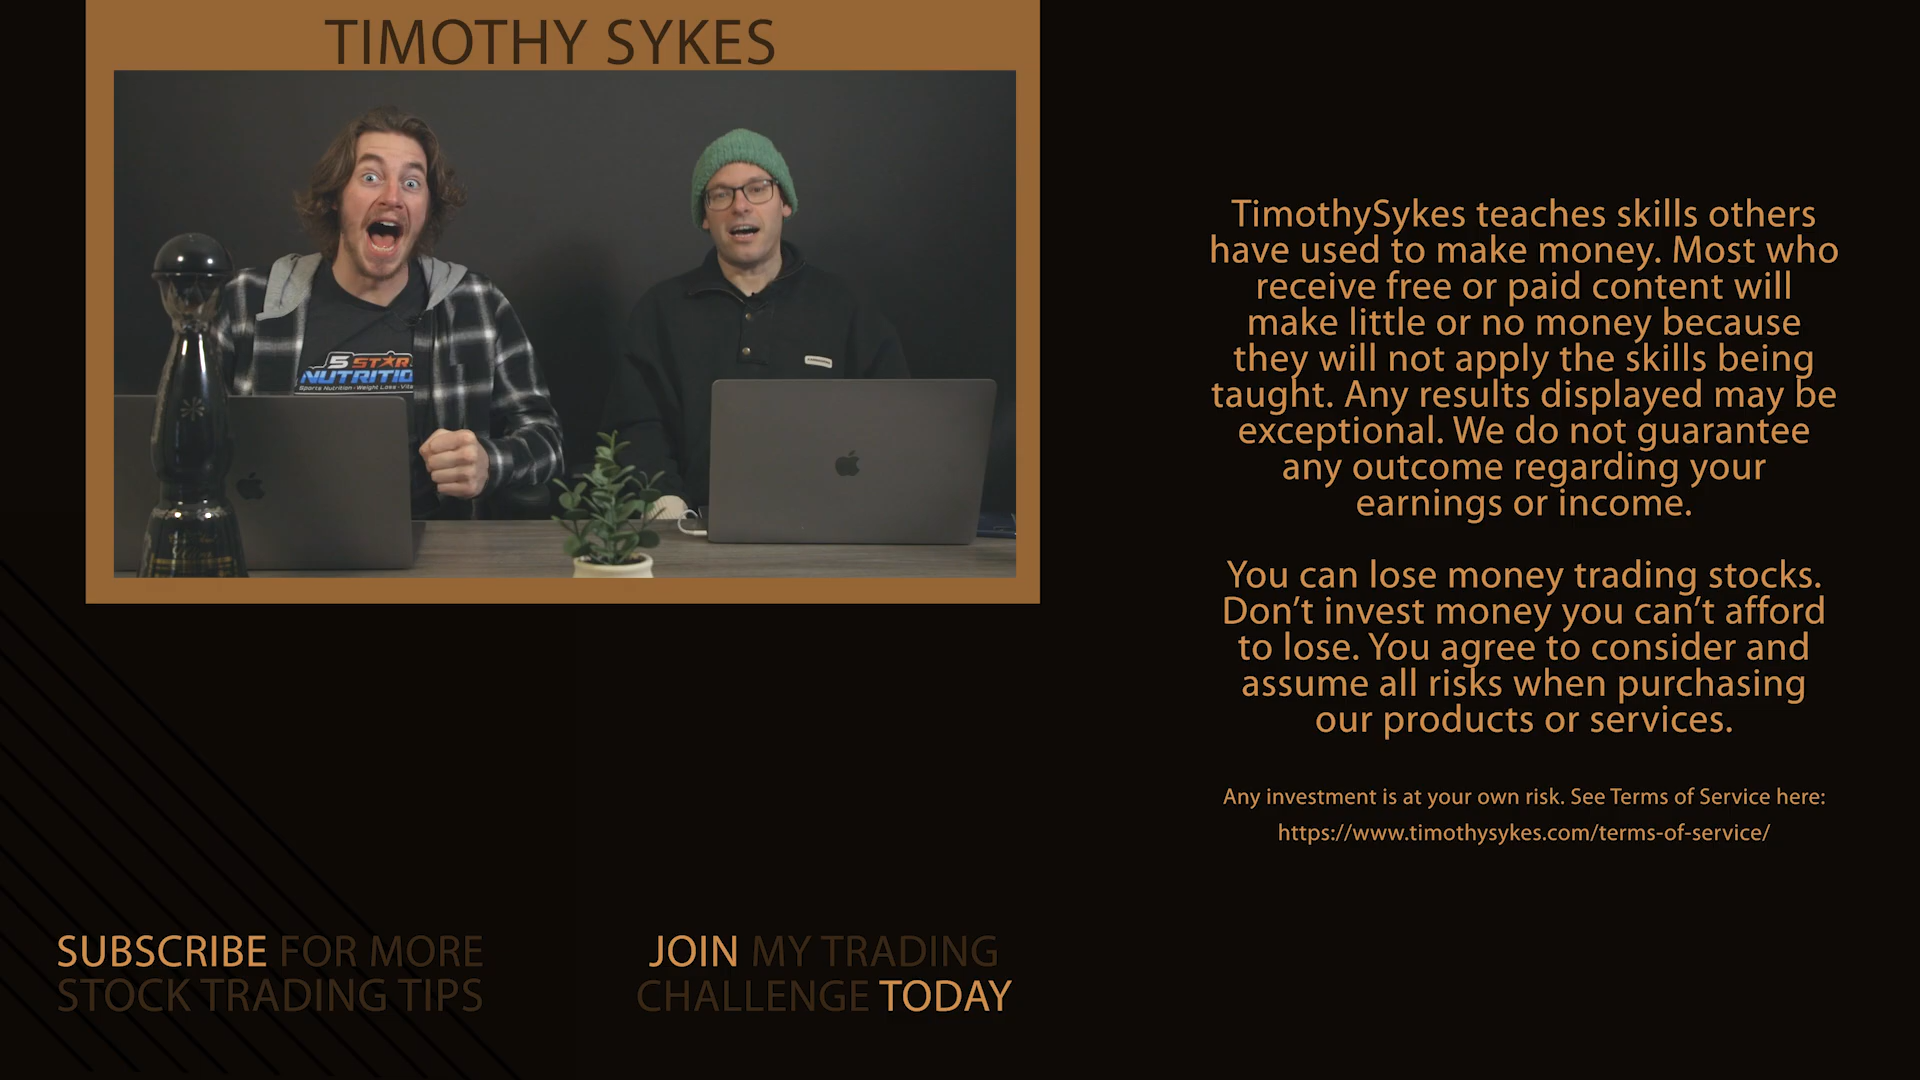 TIMOTHY SYKES
5 STAR
NUTRITIO
Sports Nutrition • Weight Loss • Vita
TimothySykes teaches skills others
have used to make money. Most who
receive free or paid content will
make little or no money because
they will not apply the skills being
taught. Any results displayed may be
exceptional. We do not guarantee
any outcome regarding your
earnings or income.
You can lose money trading stocks.
Don’t invest money you can’t afford
to lose. You agree to consider and
assume all risks when purchasing
our products or services.
Any investment is at your own risk. See Terms of Service here:
https://www.timothysykes.com/terms-of-service/
SUBSCRIBE FOR MORE
STOCK TRADING TIPS
JOIN MY TRADING
CHALLENGE TODAY